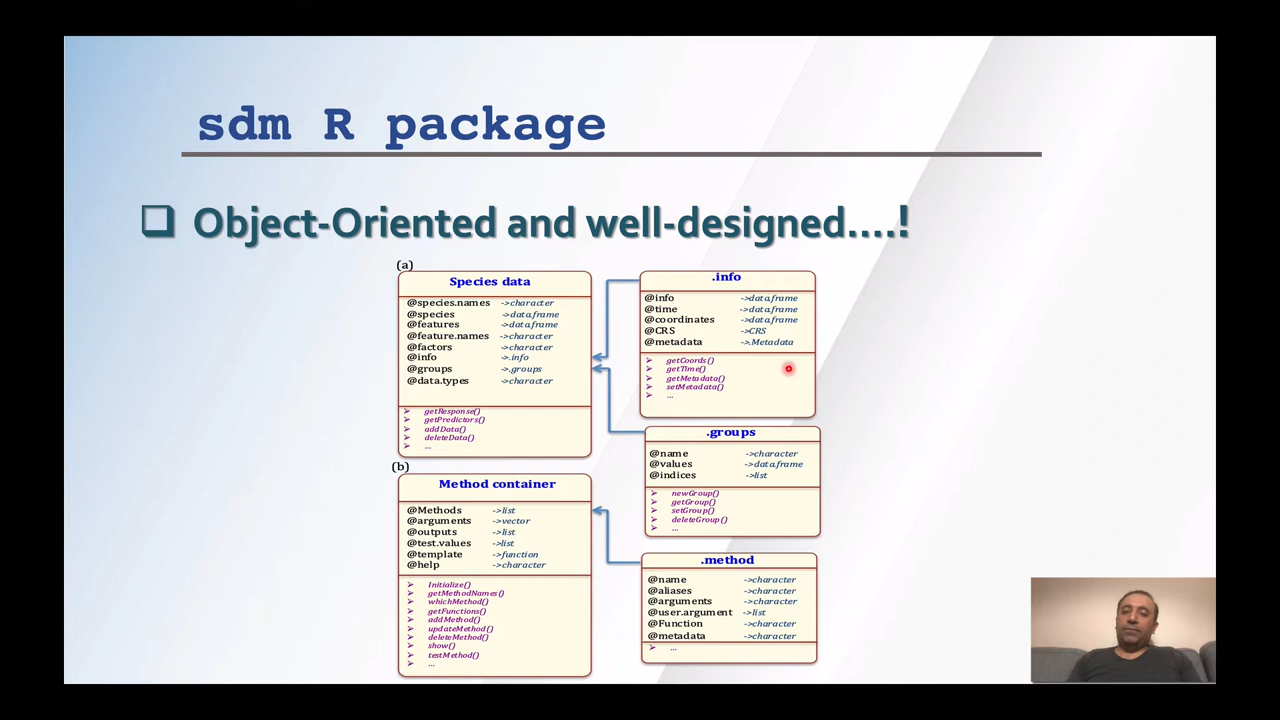 sdm R package
❑ Object-Oriented and well-designed....!
(a)
Species data
@species.names ->character
@species ->data.frame
@features ->data.frame
@feature.names ->character
@factors ->character
@info ->.info
@groups ->.groups
@data.types ->character
➢ getResponse()
➢ getPredictors()
➢ addData()
➢ deleteData()
➢ ...
.info
@info ->data.frame
@time ->data.frame
@coordinates ->data.frame
@CRS ->CRS
@metadata ->.Metadata
➢ getCoords()
➢ getTime()
➢ getMetadata()
➢ setMetadata()
➢ ...
.groups
@name ->character
@values ->data.frame
@indices ->list
➢ newGroup()
➢ getGroup()
➢ setGroup()
➢ deleteGroup()
➢ ...
(b)
Method container
@Methods ->list
@arguments ->vector
@outputs ->list
@test.values ->list
@template ->function
@help ->character
➢ Initialize()
➢ getMethodNames()
➢ whichMethod()
➢ getFunctions()
➢ addMethod()
➢ updateMethod()
➢ deleteMethod()
➢ show()
➢ testMethod()
➢ ...
.method
@name ->character
@aliases ->character
@arguments ->character
@user.argument ->list
@Function ->character
@metadata ->character
➢ ...